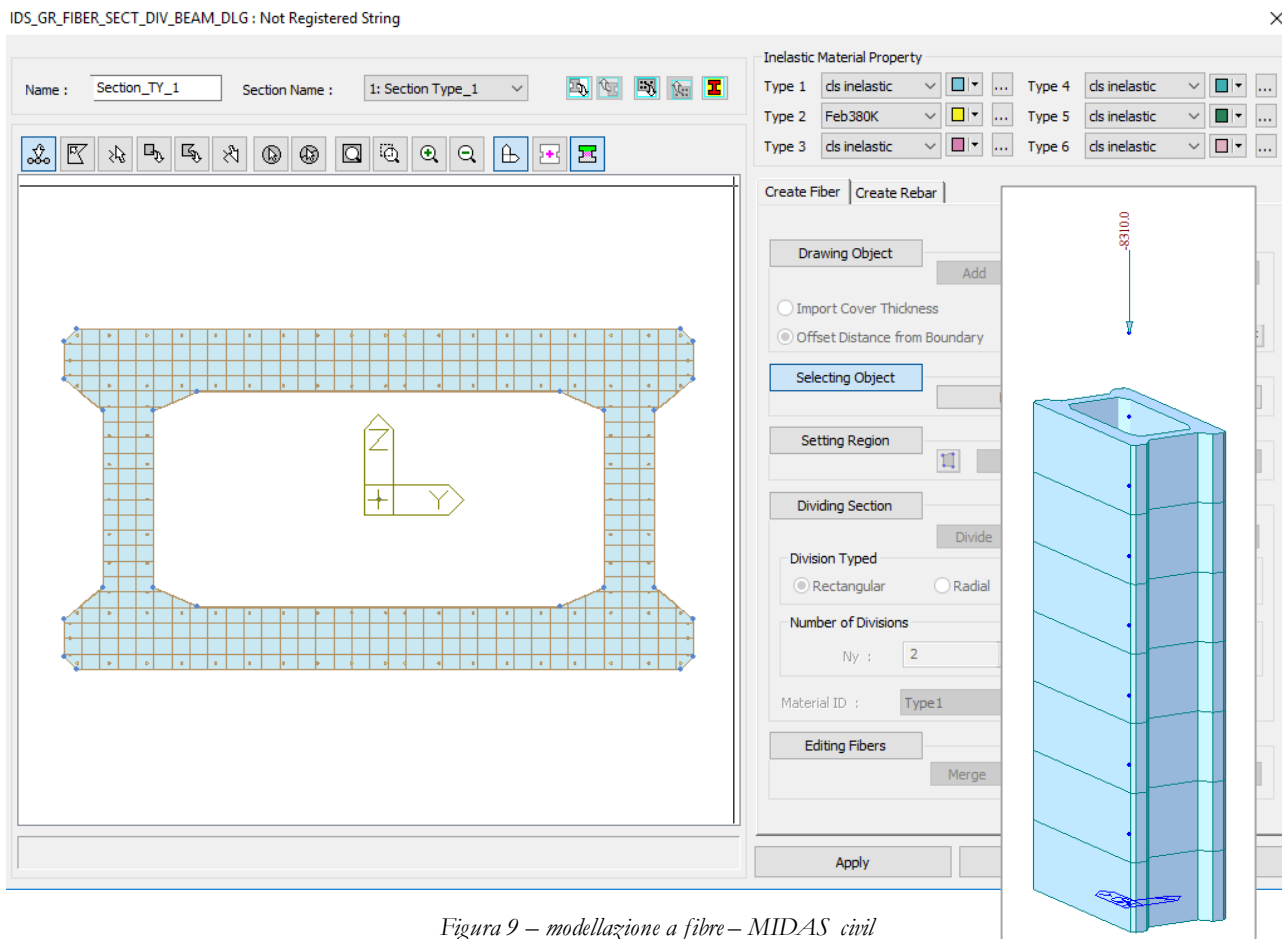 IDS_GR_FIBER_SECT_DIV_BEAM_DLG : Not Registered String
Name : Section_TY_1 Section Name : 1: Section Type_1
Inelastic Material Property
Type 1 cls inelastic ... Type 4 cls inelastic ...
Type 2 Feb380K ... Type 5 cls inelastic ...
Type 3 cls inelastic ... Type 6 cls inelastic ...
Create Fiber Create Rebar
Drawing Object
Add
Import Cover Thickness
Offset Distance from Boundary
Selecting Object
Setting Region
Dividing Section
Divide
Division Typed
Rectangular Radial
Number of Divisions
Ny : 2
Material ID : Type1
Editing Fibers
Merge
Apply
Z
Y
-8310.0
Figura 9 – modellazione a fibre – MIDAS civil